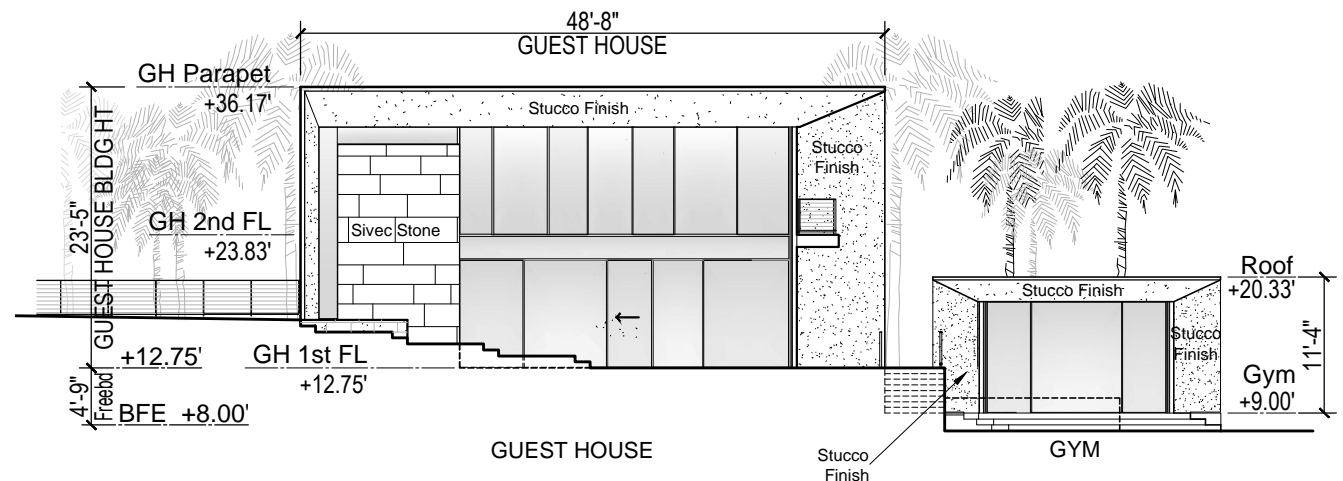 48'-8"
GUEST HOUSE
GH Parapet
+36.17'
Stucco Finish
Stucco
Finish
GH 2nd FL
+23.83'
Sivec Stone
23'-5"
GUEST HOUSE BLDG HT
Roof
+20.33'
Stucco Finish
Stucco
Finish
11'-4"
+12.75'
GH 1st FL
+12.75'
Gym
+9.00'
4'-9"
Freebd
BFE +8.00'
GUEST HOUSE
Stucco
Finish
GYM